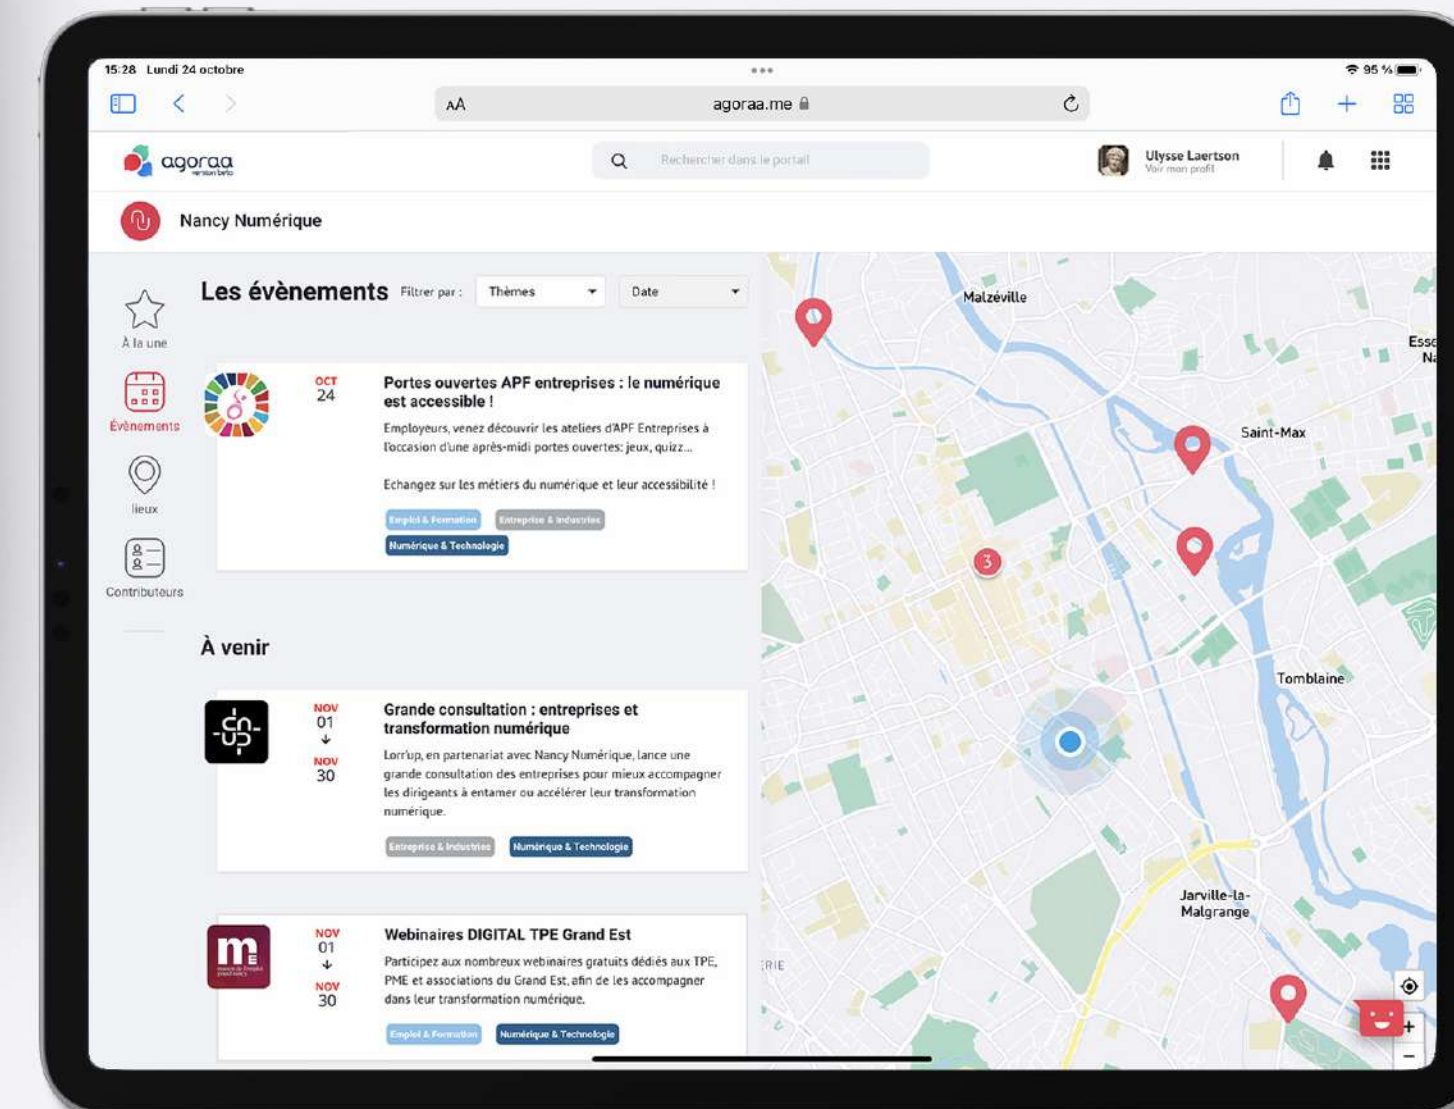 15:28 Lundi 24 octobre
95 %
AA
agoraa.me
agoraa
version beta
Rechercher dans le portail
Ulysse Laertson
Voir mon profil
Nancy Numérique
À la une
Évènements
lieux
Contributeurs
Les évènements
Filtrer par :
Thèmes
Date
OCT
24
Portes ouvertes APF entreprises : le numérique
est accessible !
Employeurs, venez découvrir les ateliers d'APF Entreprises à
l'occasion d'une après-midi portes ouvertes: jeux, quizz...
Echangez sur les métiers du numérique et leur accessibilité !
Emploi & Formation
Entreprise & Industries
Numérique & Technologie
À venir
NOV
01
NOV
30
Grande consultation : entreprises et
transformation numérique
Lorr'up, en partenariat avec Nancy Numérique, lance une
grande consultation des entreprises pour mieux accompagner
les dirigeants à entamer ou accélérer leur transformation
numérique.
Entreprise & Industries
Numérique & Technologie
NOV
01
NOV
30
Webinaires DIGITAL TPE Grand Est
Participez aux nombreux webinaires gratuits dédiés aux TPE,
PME et associations du Grand Est, afin de les accompagner
dans leur transformation numérique.
Emploi & Formation
Numérique & Technologie
Malzéville
Saint-Max
3
Tomblaine
Jarville-la-
Malgrange